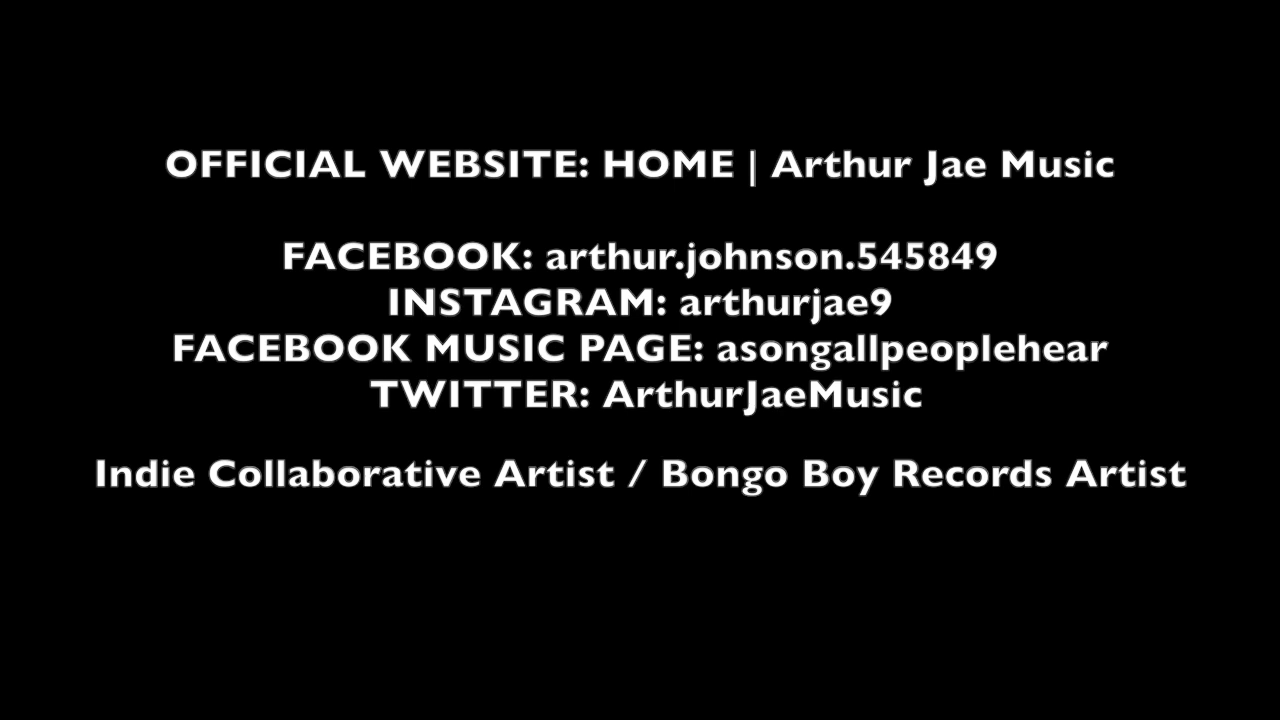 OFFICIAL WEBSITE: HOME | Arthur Jae Music
FACEBOOK: arthur.johnson.545849
INSTAGRAM: arthurjae9
FACEBOOK MUSIC PAGE: asongallpeoplehear
TWITTER: ArthurJaeMusic
Indie Collaborative Artist / Bongo Boy Records Artist